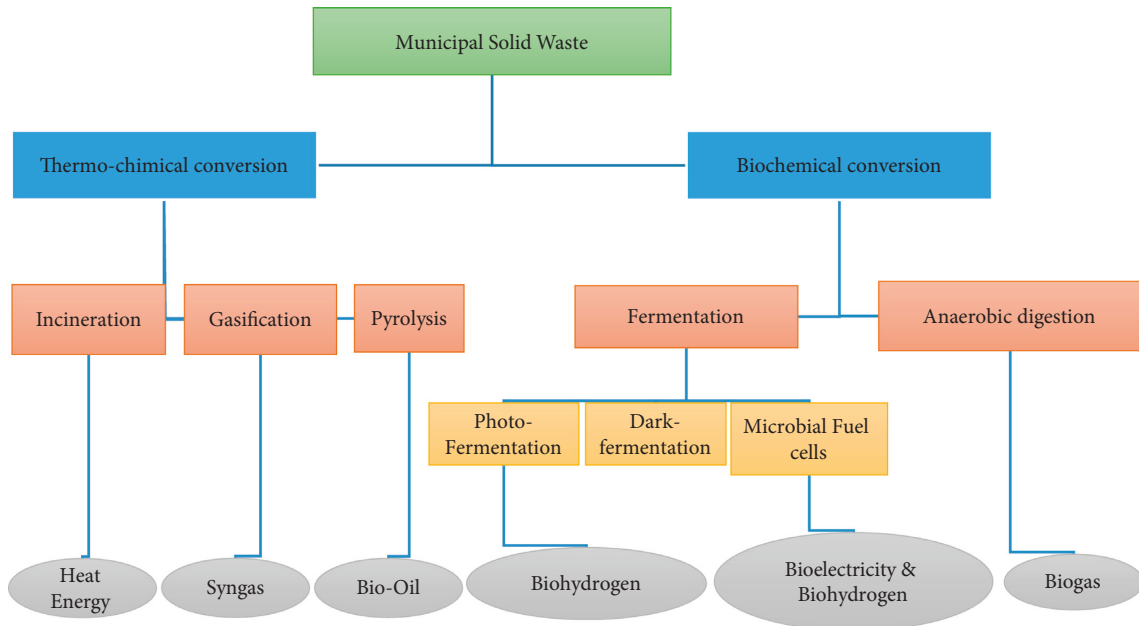 Municipal Solid Waste
Thermo-chimical conversion
Biochemical conversion
Incineration
Gasification
Pyrolysis
Fermentation
Anaerobic digestion
Photo-
Fermentation
Dark-
fermentation
Microbial Fuel
cells
Heat
Energy
Syngas
Bio-Oil
Biohydrogen
Bioelectricity &
Biohydrogen
Biogas